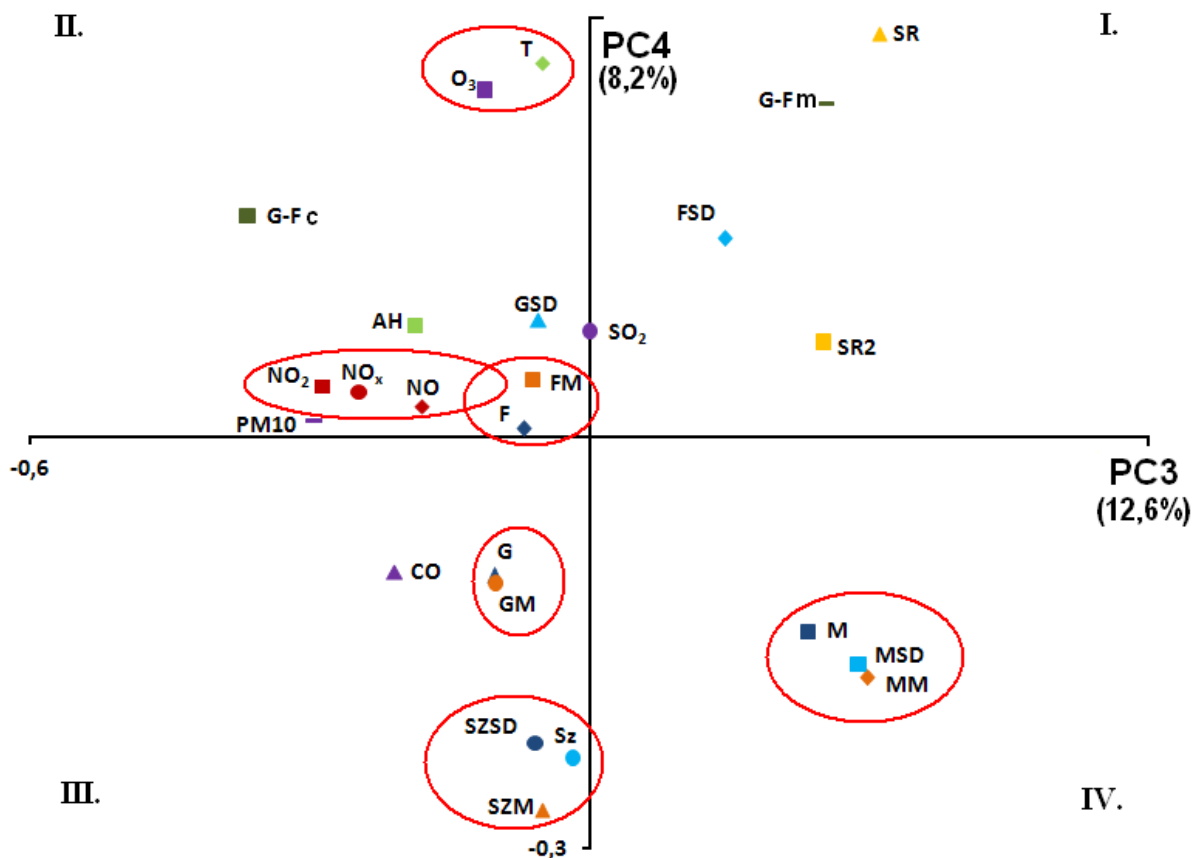 II.
I.
T
PC4
(8,2%)
SR
O₃
G-Fm
G-F c
FSD
GSD
AH
SO₂
SR2
NO₂
NOₓ
NO
FM
F
PM10
-0,6
PC3
(12,6%)
G
CO
GM
M
MSD
MM
SZSD
Sz
III.
SZM
IV.
-0,3